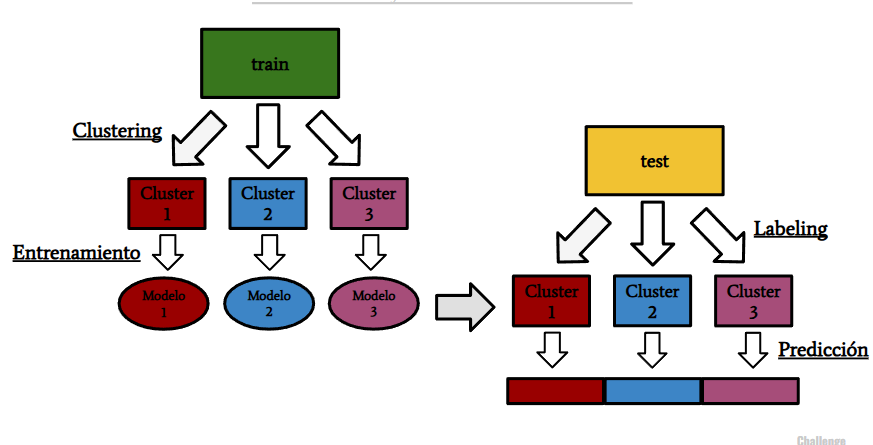 train
Clustering
Cluster
1
Cluster
2
Cluster
3
Entrenamiento
Modelo
1
Modelo
2
Modelo
3
test
Labeling
Cluster
1
Cluster
2
Cluster
3
Predicción
Challenge